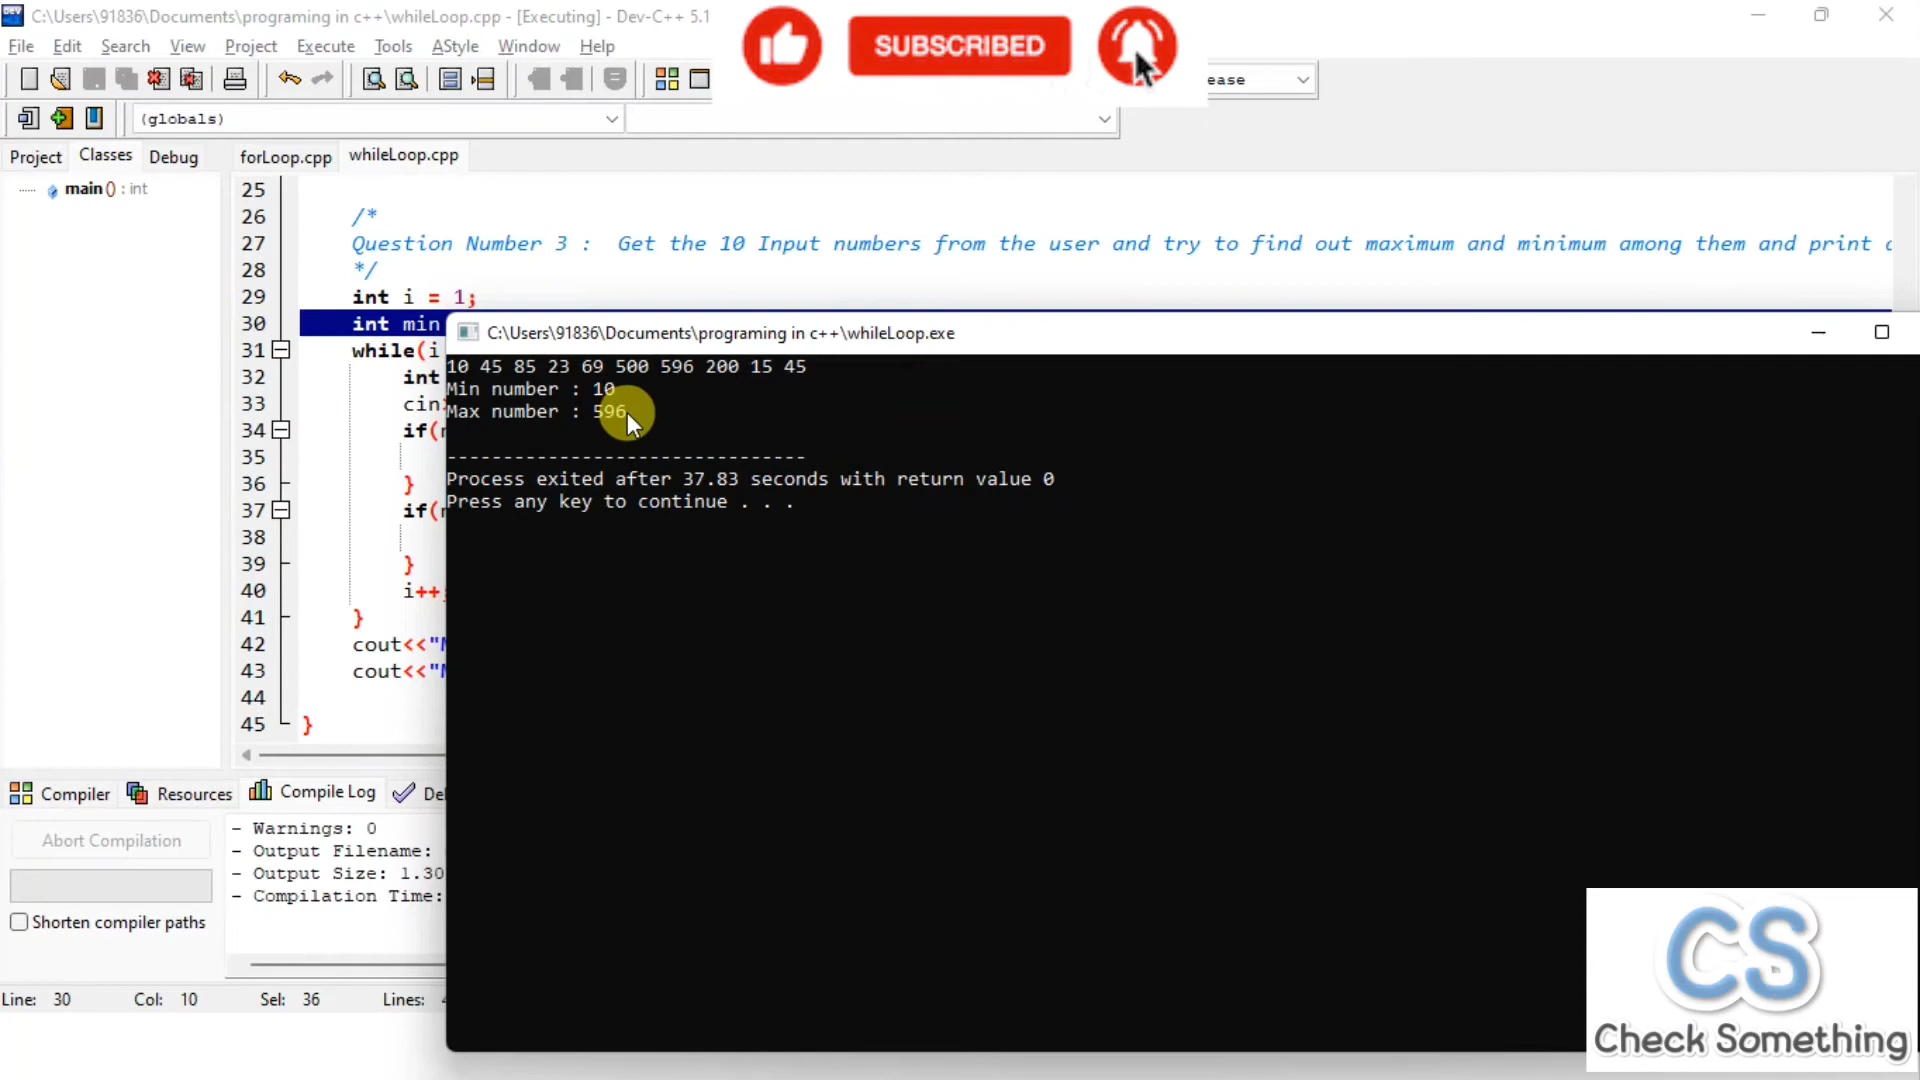 C:\Users\91836\Documents\programing in c++\whileLoop.cpp - [Executing] - Dev-C++ 5.1
SUBSCRIBED
File Edit Search View Project Execute Tools AStyle Window Help
ease
(globals)
Project Classes Debug
forLoop.cpp whileLoop.cpp
main() : int
25
26 /*
27 Question Number 3 : Get the 10 Input numbers from the user and try to find out maximum and minimum among them and print
28 */
29 int i = 1;
30 int min
31 while(i
32 int
33 cin
34 if(
35
36 }
37 if(
38
39 }
40 i++;
41 }
42 cout<<"
43 cout<<"
44
45 }
C:\Users\91836\Documents\programing in c++\whileLoop.exe
10 45 85 23 69 500 596 200 15 45
Min number : 10
Max number : 596
--------------------------------
Process exited after 37.83 seconds with return value 0
Press any key to continue . . .
Compiler Resources Compile Log
Abort Compilation
Shorten compiler paths
- Warnings: 0
- Output Filename:
- Output Size: 1.30
- Compilation Time:
Line: 30 Col: 10 Sel: 36 Lines:
CS
Check Something